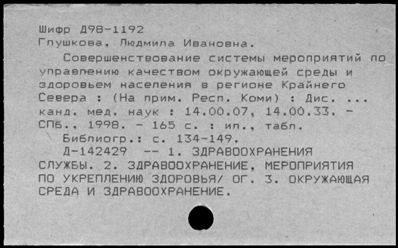 Шифр Д98-1192
Глушкова, Людмила Ивановна.
Совершенствование системы мероприятий по
управлению качеством окружающей среды и
здоровьем населения в регионе Крайнего
Севера : (На прим. Респ. Коми) : Дис. ...
канд. мед. наук : 14.00.07, 14.00.33. -
СПб., 1998. - 165 с. : ил., табл.
Библиогр.: с. 134-149.
Д-142429 -- 1. ЗДРАВООХРАНЕНИЯ
СЛУЖБЫ. 2. ЗДРАВООХРАНЕНИЕ, МЕРОПРИЯТИЯ
ПО УКРЕПЛЕНИЮ ЗДОРОВЬЯ/ ОГ. 3. ОКРУЖАЮЩАЯ
СРЕДА И ЗДРАВООХРАНЕНИЕ.